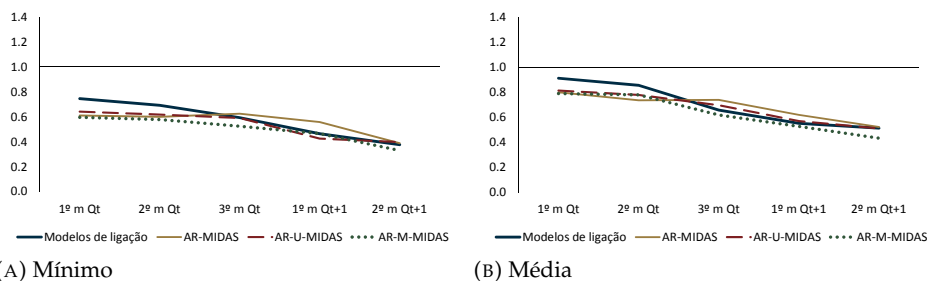 1.4
1.2
1.0
0.8
0.6
0.4
0.2
0.0
1º m Qt 2º m Qt 3º m Qt 1º m Qt+1 2º m Qt+1
Modelos de ligação AR-MIDAS AR-U-MIDAS AR-M-MIDAS
(A) Mínimo
1.4
1.2
1.0
0.8
0.6
0.4
0.2
0.0
1º m Qt 2º m Qt 3º m Qt 1º m Qt+1 2º m Qt+1
Modelos de ligação AR-MIDAS AR-U-MIDAS AR-M-MIDAS
(B) Média